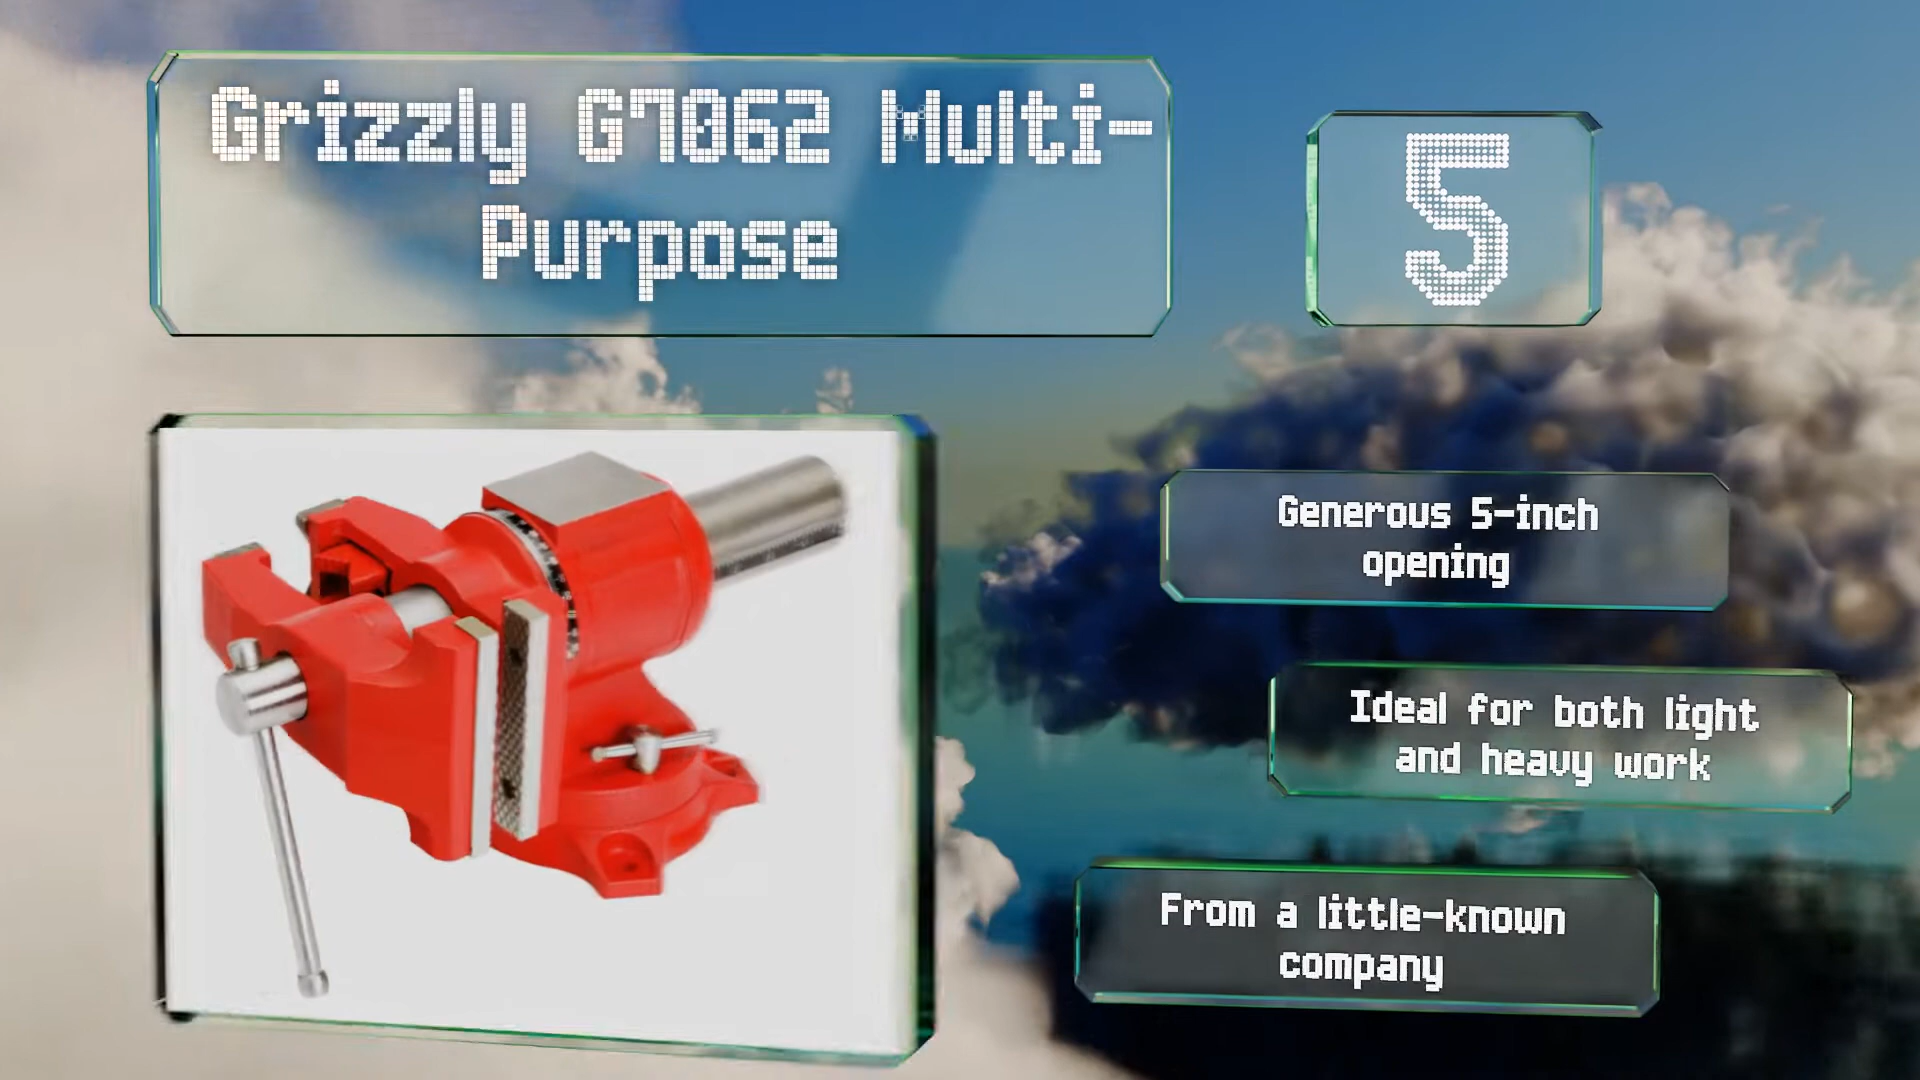 Grizzly G7062 Multi-
Purpose
5
Generous 5-inch
opening
Ideal for both light
and heavy work
From a little-known
company